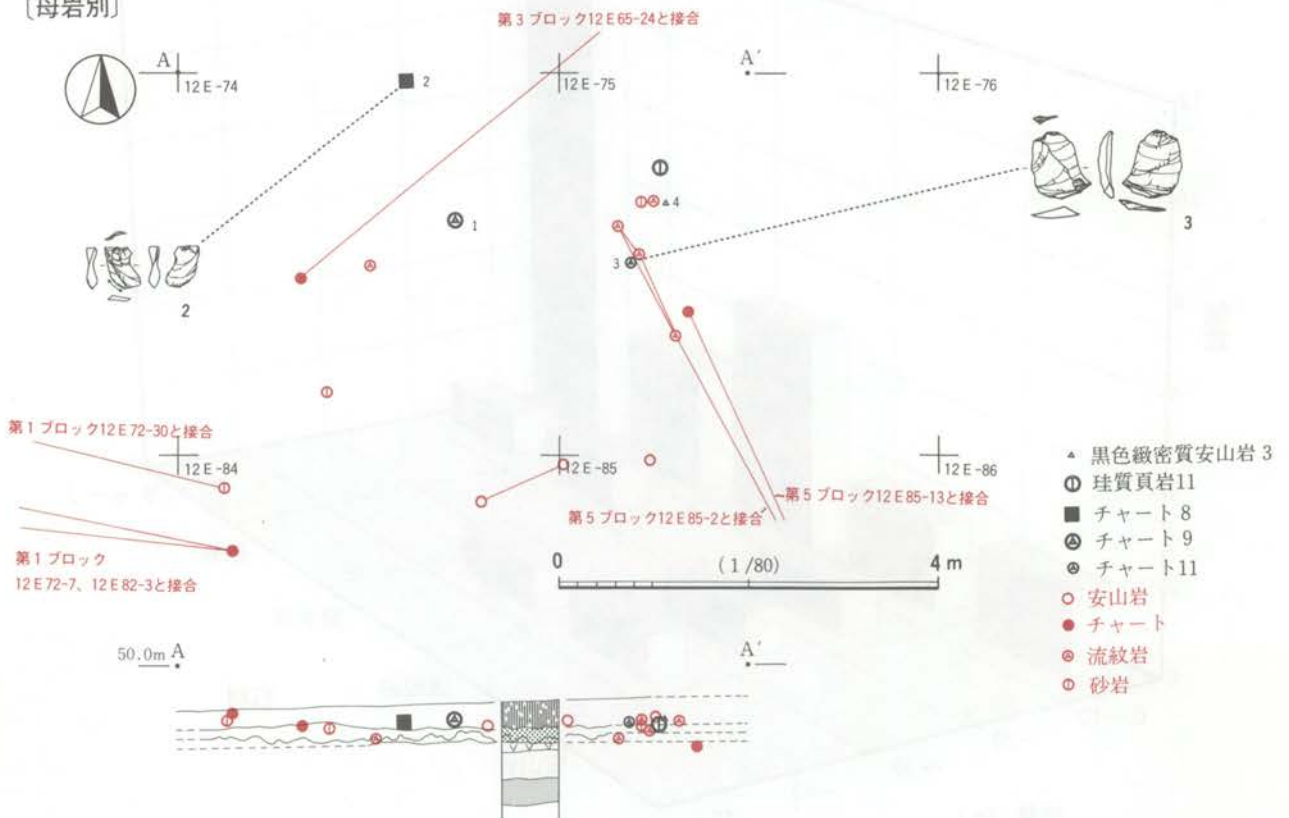 〔母岩別〕
第3ブロック12E65-24と接合
A
A´
12E-74
2
12E-75
12E-76
4
1
3
3
2
第1ブロック12E72-30と接合
12E-84
12E-85
12E-86
第5ブロック12E85-13と接合
第5ブロック12E85-2と接合
第1ブロック
12E72-7、12E82-3と接合
0 (1/80) 4m
黒色緻密質安山岩3
珪質頁岩11
チャート8
チャート9
チャート11
安山岩
チャート
流紋岩
砂岩
50.0m A
A´